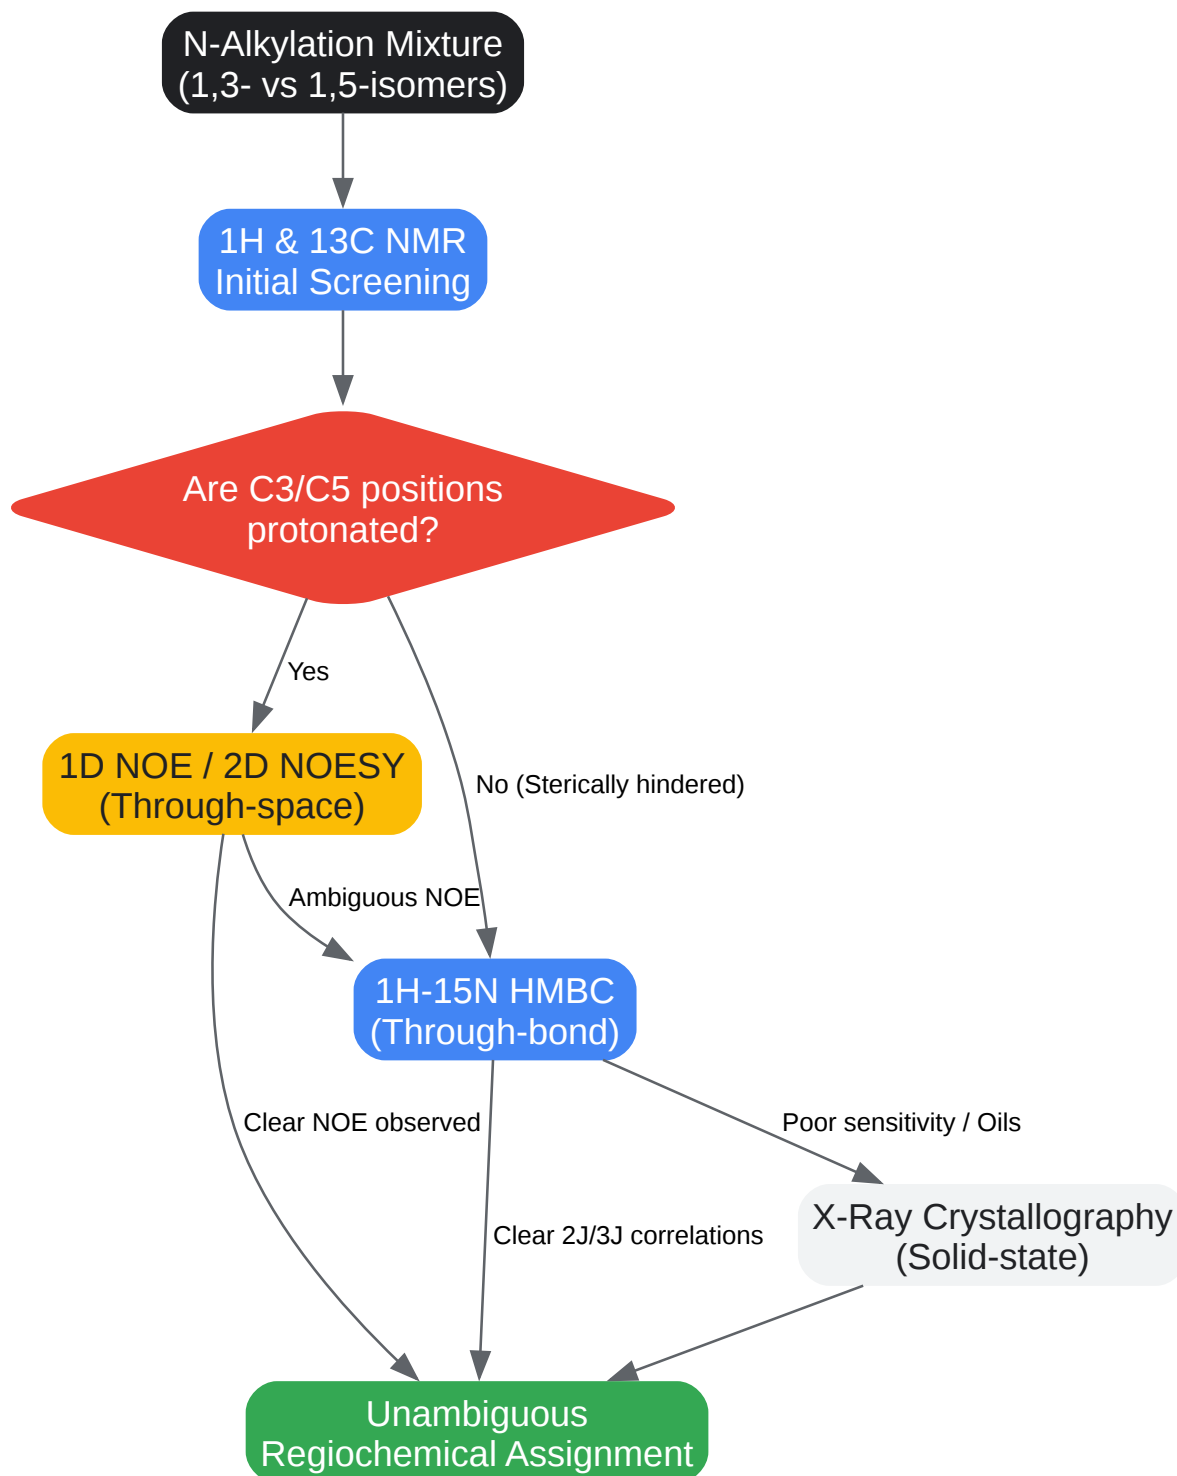 N-Alkylation Mixture
(1,3- vs 1,5-isomers)
1H & 13C NMR
Initial Screening
Are C3/C5 positions
protonated?
Yes
1D NOE / 2D NOESY
(Through-space)
No (Sterically hindered)
Ambiguous NOE
1H-15N HMBC
(Through-bond)
Clear NOE observed
Poor sensitivity / Oils
X-Ray Crystallography
(Solid-state)
Clear 2J/3J correlations
Unambiguous
Regiochemical Assignment